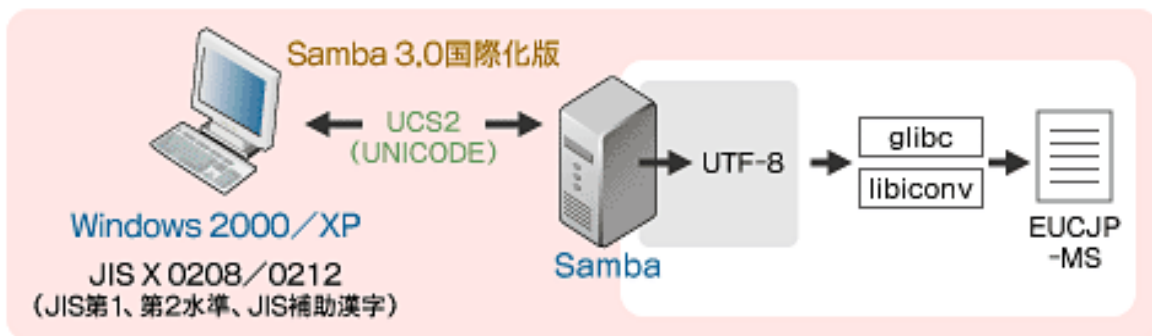 Samba 3.0国際化版
UCS2
(UNICODE)
UTF-8
glibc
libiconv
EUCJP
-MS
Samba
Windows 2000／XP
JIS X 0208／0212
（JIS第1、第2水準、JIS補助漢字）